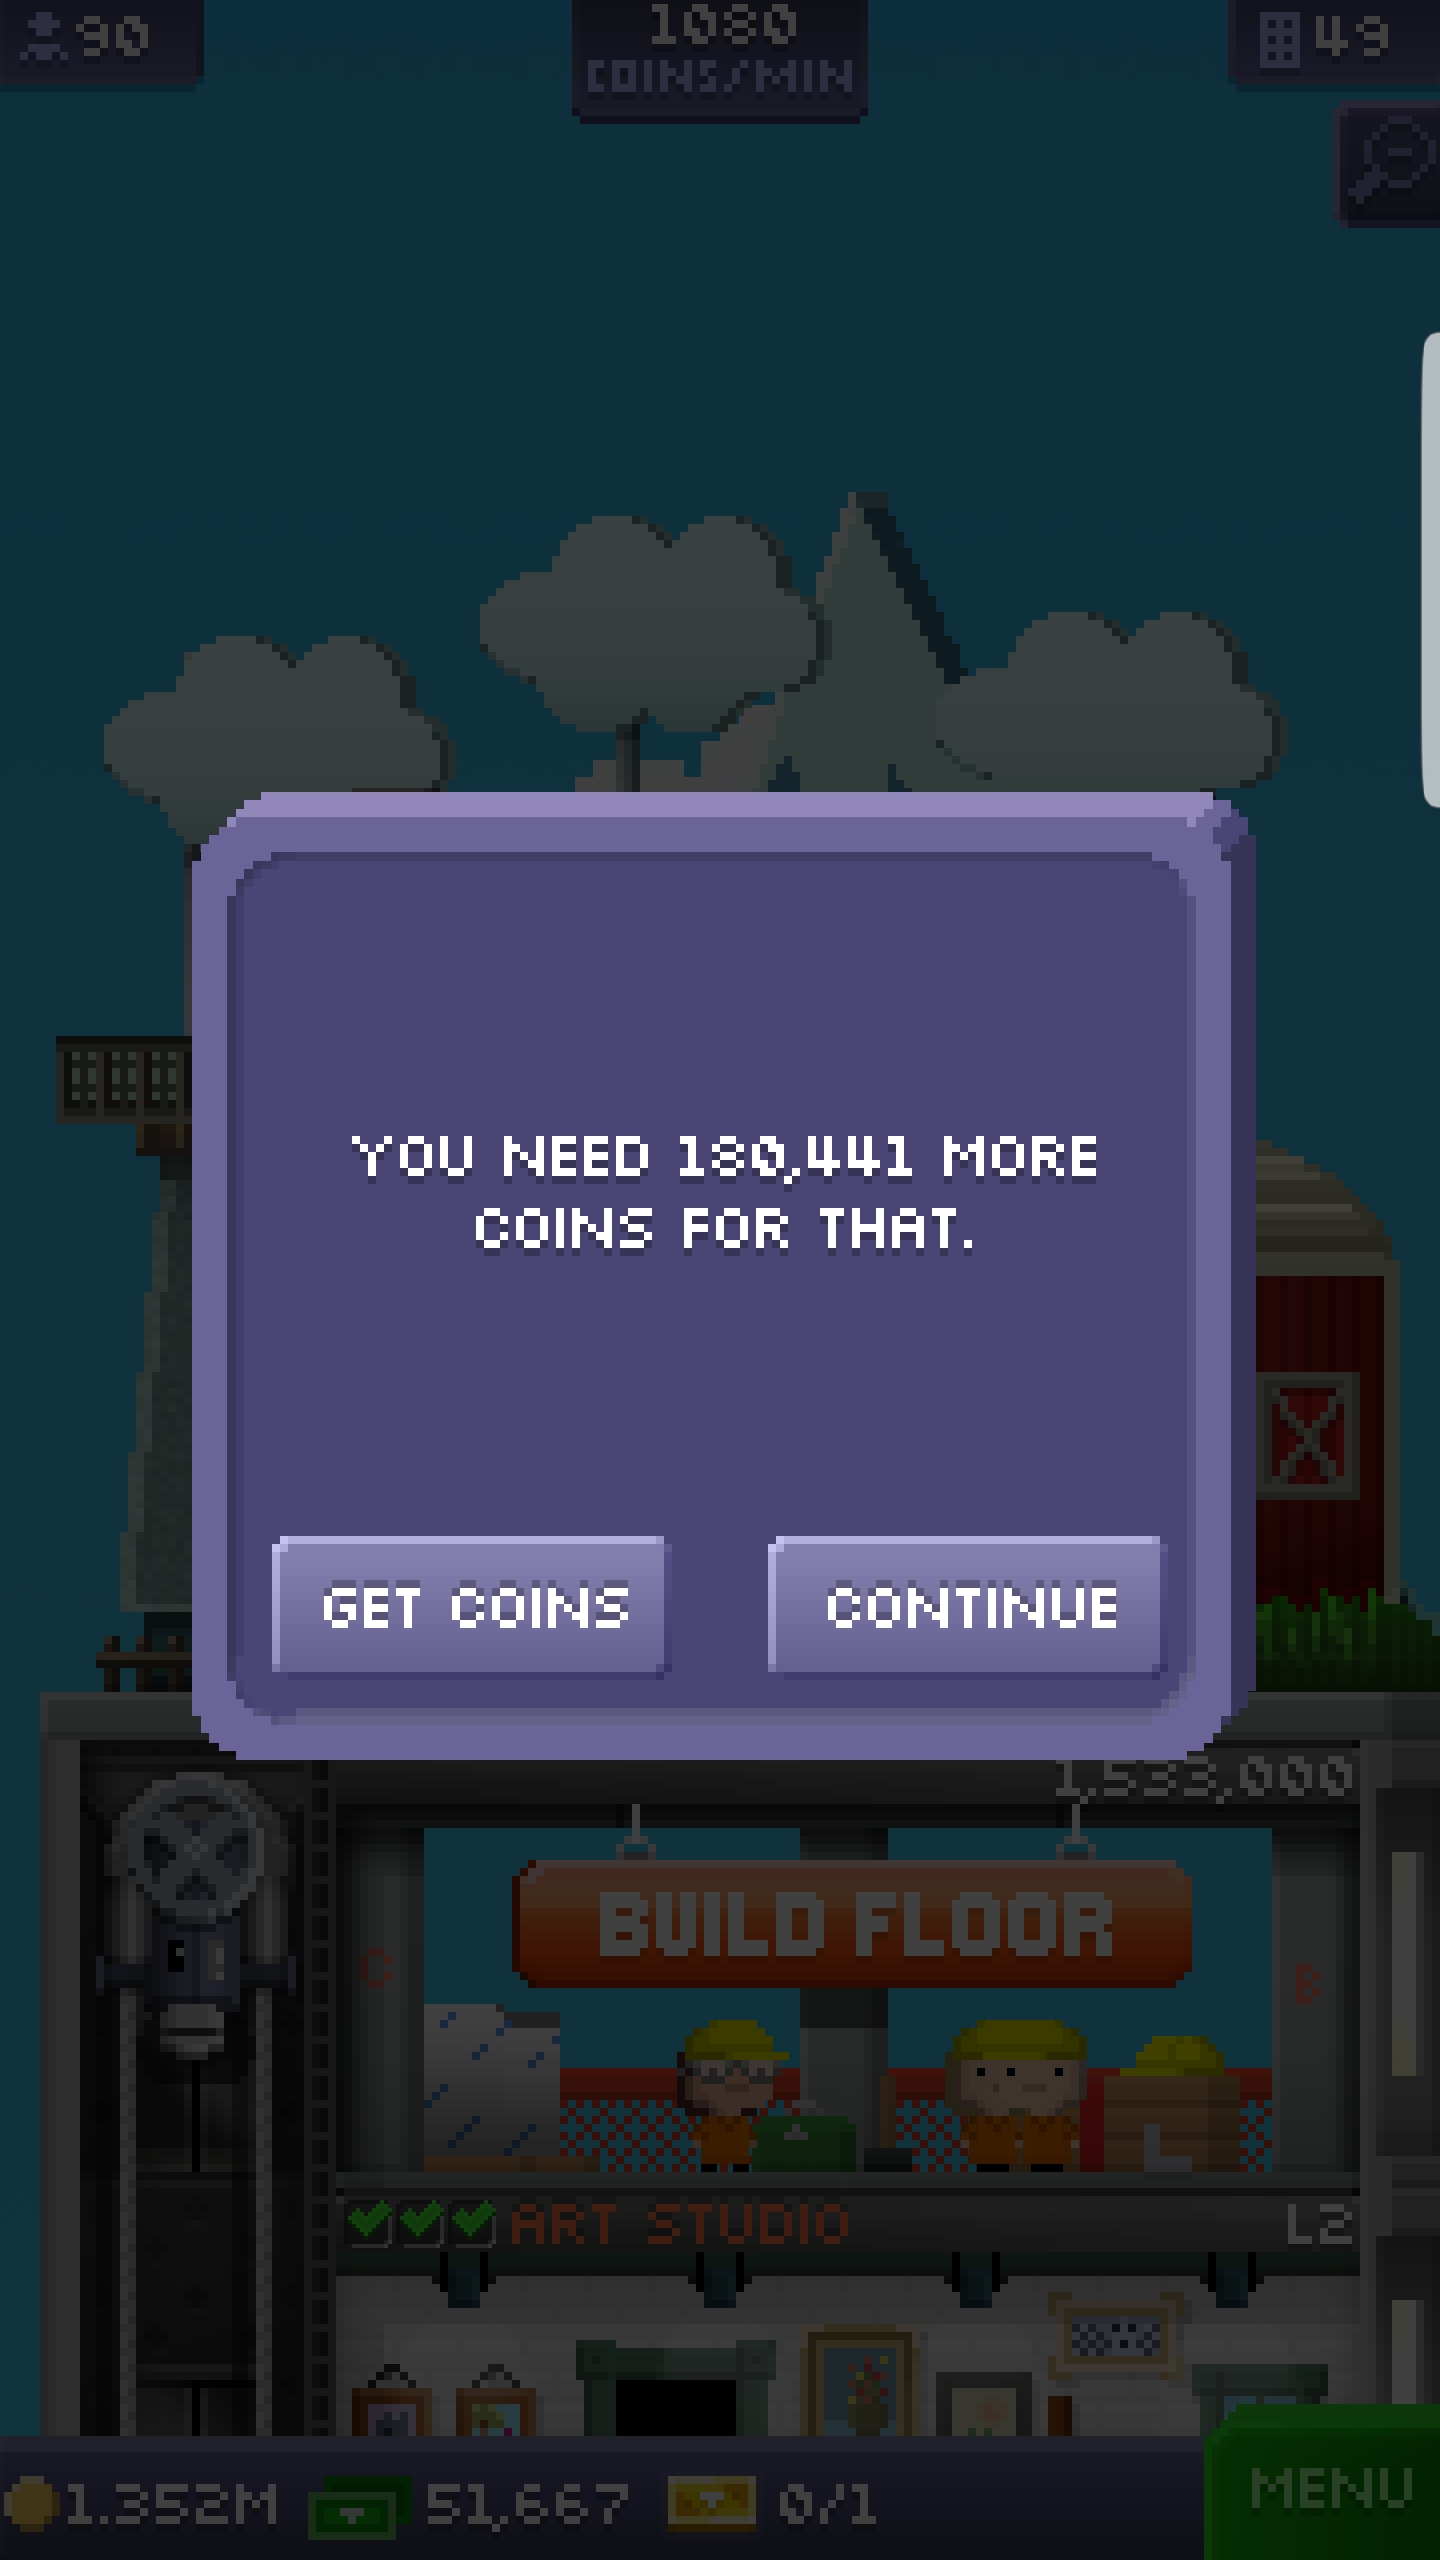 90
1080
COINS/MIN
49
YOU NEED 180,441 MORE
COINS FOR THAT.
GET COINS
CONTINUE
1,533,000
BUILD FLOOR
C
B
L
ART STUDIO
L2
1.352M
51,667
0/1
MENU